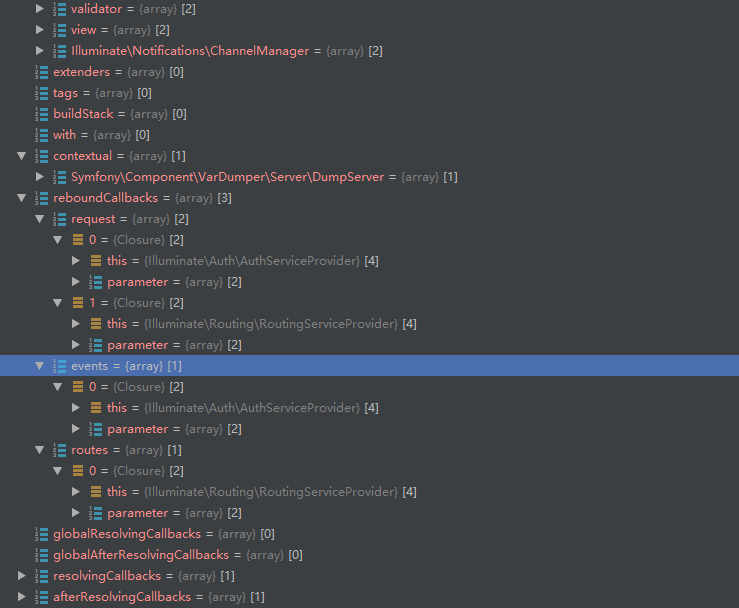 validator = {array} [2]
view = {array} [2]
Illuminate\Notifications\ChannelManager = {array} [2]
extenders = {array} [0]
tags = {array} [0]
buildStack = {array} [0]
with = {array} [0]
contextual = {array} [1]
Symfony\Component\VarDumper\Server\DumpServer = {array} [1]
reboundCallbacks = {array} [3]
request = {array} [2]
0 = {Closure} [2]
this = {Illuminate\Auth\AuthServiceProvider} [4]
parameter = {array} [2]
1 = {Closure} [2]
this = {Illuminate\Routing\RoutingServiceProvider} [4]
parameter = {array} [2]
events = {array} [1]
0 = {Closure} [2]
this = {Illuminate\Auth\AuthServiceProvider} [4]
parameter = {array} [2]
routes = {array} [1]
0 = {Closure} [2]
this = {Illuminate\Routing\RoutingServiceProvider} [4]
parameter = {array} [2]
globalResolvingCallbacks = {array} [0]
globalAfterResolvingCallbacks = {array} [0]
resolvingCallbacks = {array} [1]
afterResolvingCallbacks = {array} [1]